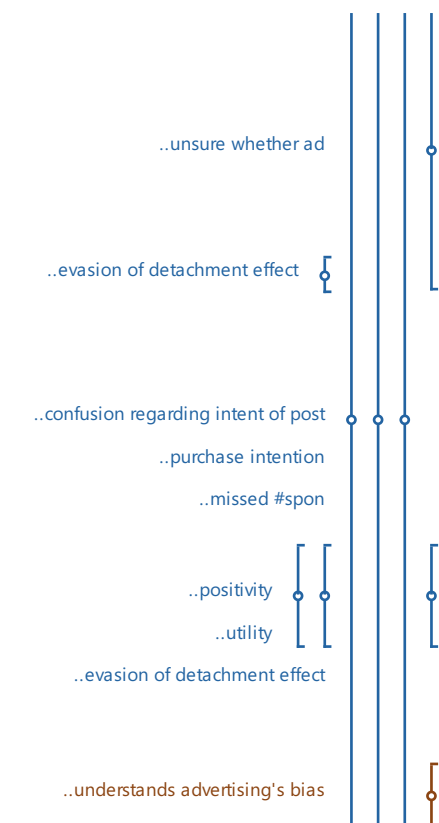 ..unsure whether ad
..evasion of detachment effect
..confusion regarding intent of post
..purchase intention
..missed #spon
..positivity
..utility
..evasion of detachment effect
..understands advertising's bias